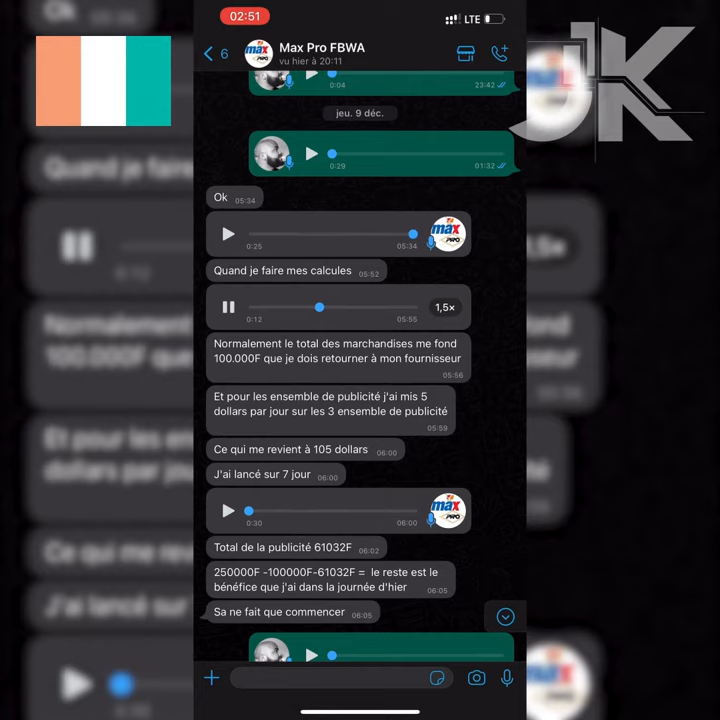 02:51
LTE
6
Max Pro FBWA
vu hier à 20:11
JK
0:04 23:42
jeu. 9 déc.
0:29 01:32
Ok 05:34
max PRO
0:25 05:34
Quand je faire mes calcules 05:52
1,5×
0:12 05:55
Normalement le total des marchandises me fond
100.000F que je dois retourner à mon fournisseur
05:56
Et pour les ensemble de publicité j'ai mis 5
dollars par jour sur les 3 ensemble de publicité
05:59
Ce qui me revient à 105 dollars 06:00
J'ai lancé sur 7 jour 06:00
max PRO
0:30 06:00
Total de la publicité 61032F 06:02
250000F -100000F-61032F = le reste est le
bénéfice que j'ai dans la journée d'hier 06:05
Sa ne fait que commencer 06:05